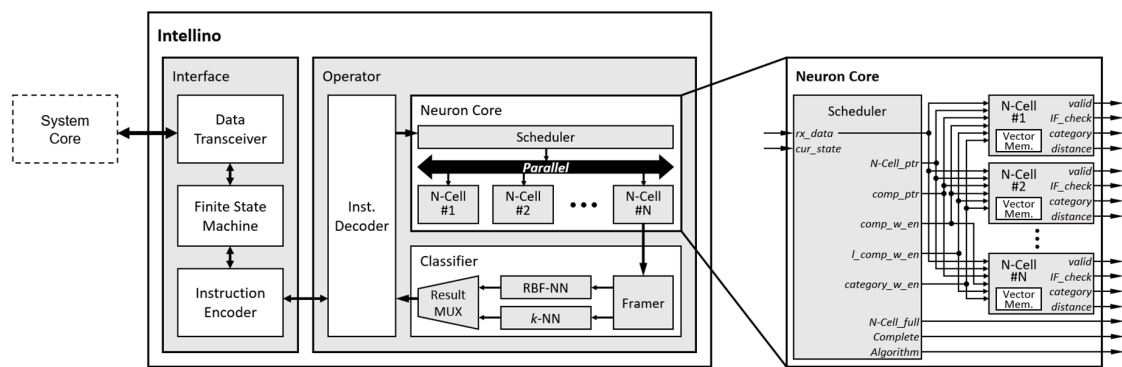 Intellino
Interface
Operator
System
Core
Data
Transceiver
Finite State
Machine
Instruction
Encoder
Inst.
Decoder
Neuron Core
Scheduler
Parallel
N-Cell
#1
N-Cell
#2
N-Cell
#N
Classifier
Result
MUX
RBF-NN
k-NN
Framer
Neuron Core
Scheduler
rx_data
cur_state
N-Cell_ptr
comp_ptr
comp_w_en
l_comp_w_en
category_w_en
N-Cell_full
Complete
Algorithm
N-Cell
#1
Vector
Mem.
valid
IF_check
category
distance
N-Cell
#2
Vector
Mem.
valid
IF_check
category
distance
N-Cell
#N
Vector
Mem.
valid
IF_check
category
distance